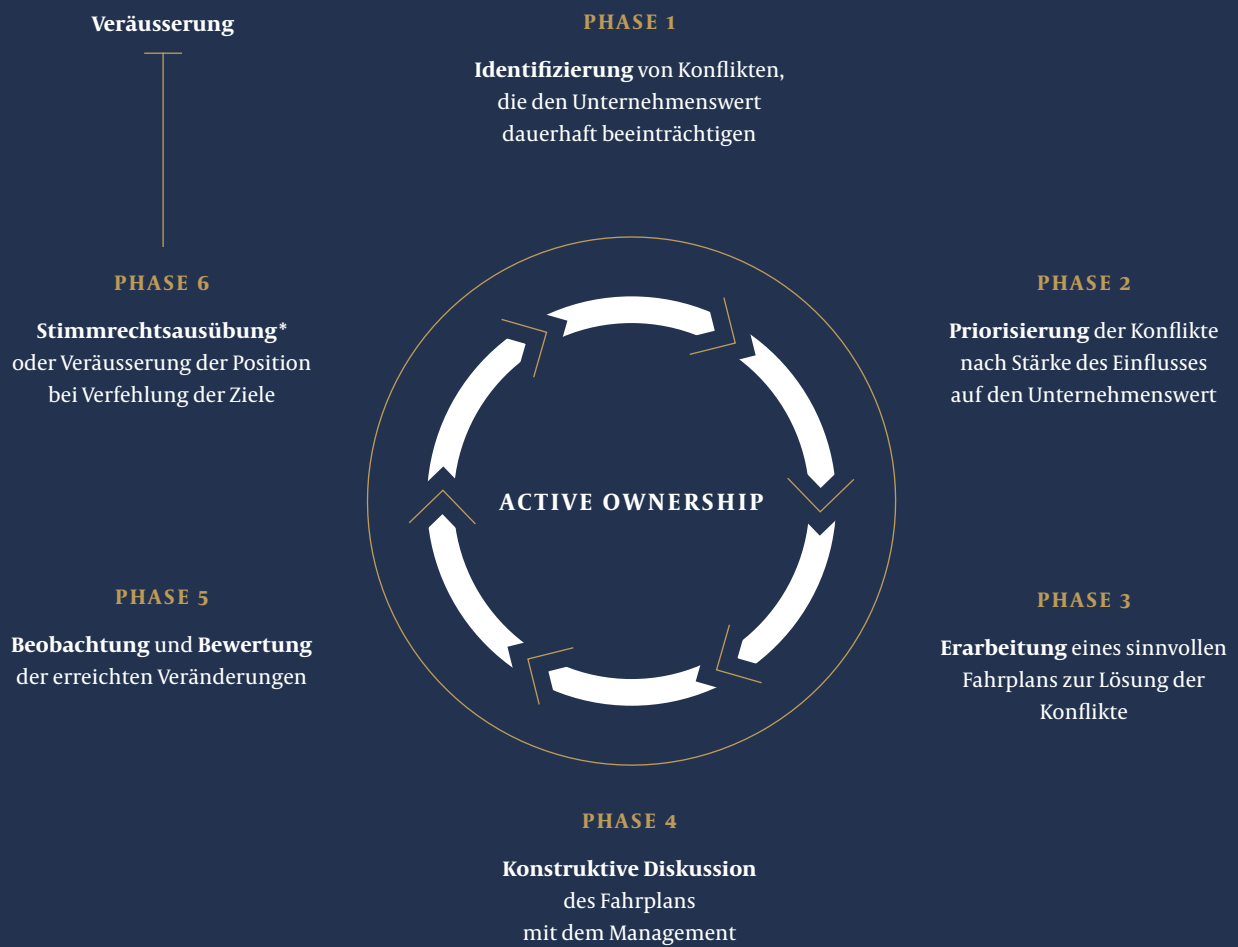 Veräusserung
PHASE 1
Identifizierung von Konflikten,
die den Unternehmenswert
dauerhaft beeinträchtigen
PHASE 2
Priorisierung der Konflikte
nach Stärke des Einflusses
auf den Unternehmenswert
PHASE 3
Erarbeitung eines sinnvollen
Fahrplans zur Lösung der
Konflikte
PHASE 4
Konstruktive Diskussion
des Fahrplans
mit dem Management
PHASE 5
Beobachtung und Bewertung
der erreichten Veränderungen
PHASE 6
Stimmrechtsausübung*
oder Veräusserung der Position
bei Verfehlung der Ziele
ACTIVE OWNERSHIP